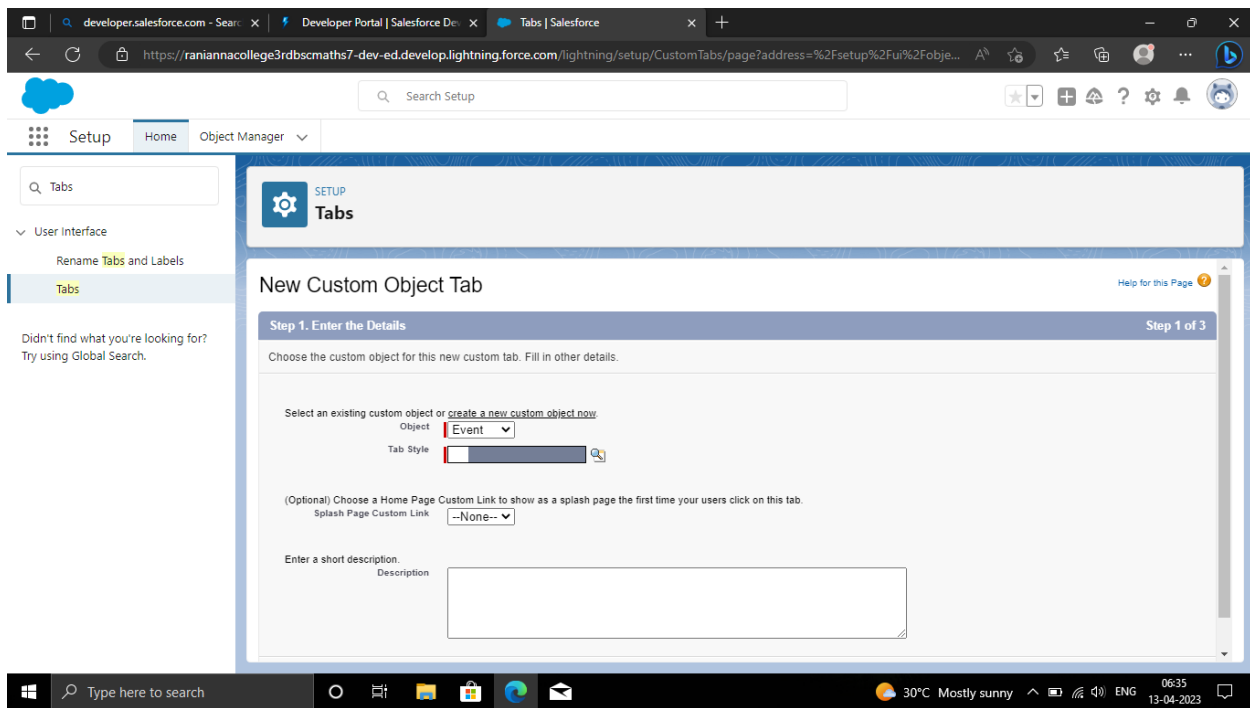 developer.salesforce.com - Searc
Developer Portal | Salesforce Dev
Tabs | Salesforce
https://raniannacollege3rdbscmaths7-dev-ed.develop.lightning.force.com/lightning/setup/CustomTabs/page?address=%2Fsetup%2Fui%2Fobje...
Search Setup
Setup
Home
Object Manager
Tabs
User Interface
Rename Tabs and Labels
Tabs
Didn't find what you're looking for?
Try using Global Search.
SETUP
Tabs
New Custom Object Tab
Help for this Page
Step 1. Enter the Details
Step 1 of 3
Choose the custom object for this new custom tab. Fill in other details.
Select an existing custom object or create a new custom object now.
Object Event
Tab Style
(Optional) Choose a Home Page Custom Link to show as a splash page the first time your users click on this tab.
Splash Page Custom Link --None--
Enter a short description.
Description
Type here to search
30°C Mostly sunny
ENG
06:35
13-04-2023